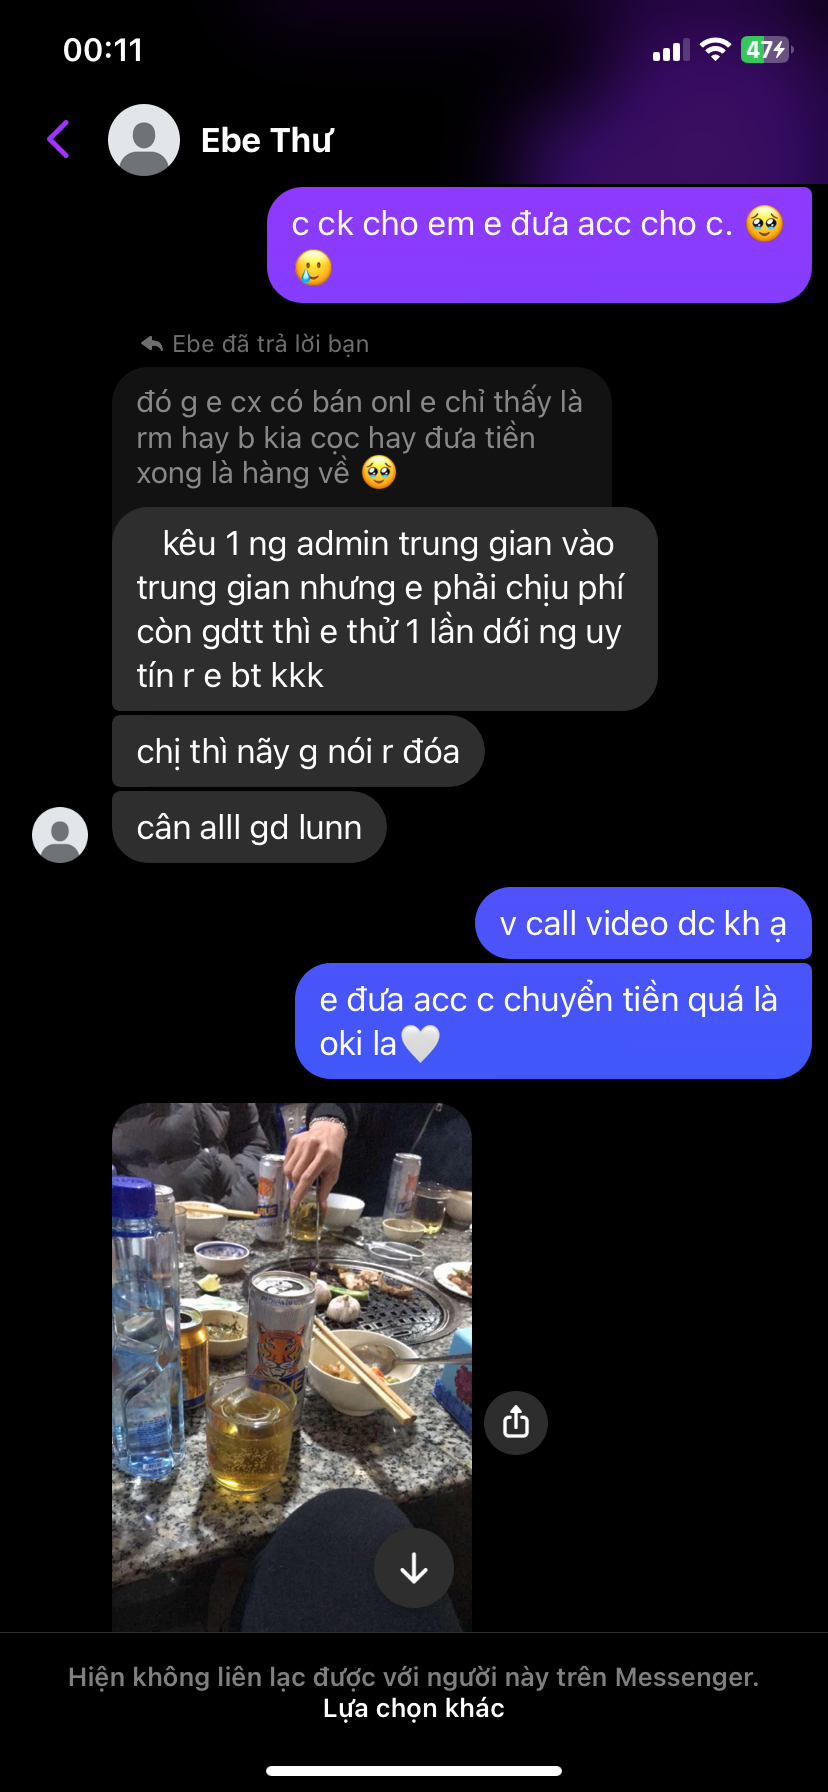 00:11
47
Ebe Thư
c ck cho em e đưa acc cho c. 🥹
🥲
Ebe đã trả lời bạn
đó g e cx có bán onl e chỉ thấy là
rm hay b kia cọc hay đưa tiền
xong là hàng về 🥹
kêu 1 ng admin trung gian vào
trung gian nhưng e phải chịu phí
còn gdtt thì e thử 1 lần dới ng uy
tín r e bt kkk
chị thì nãy g nói r đóa
cân alll gd lunn
v call video dc kh ạ
e đưa acc c chuyển tiền quá là
oki la🤍
Hiện không liên lạc được với người này trên Messenger.
Lựa chọn khác